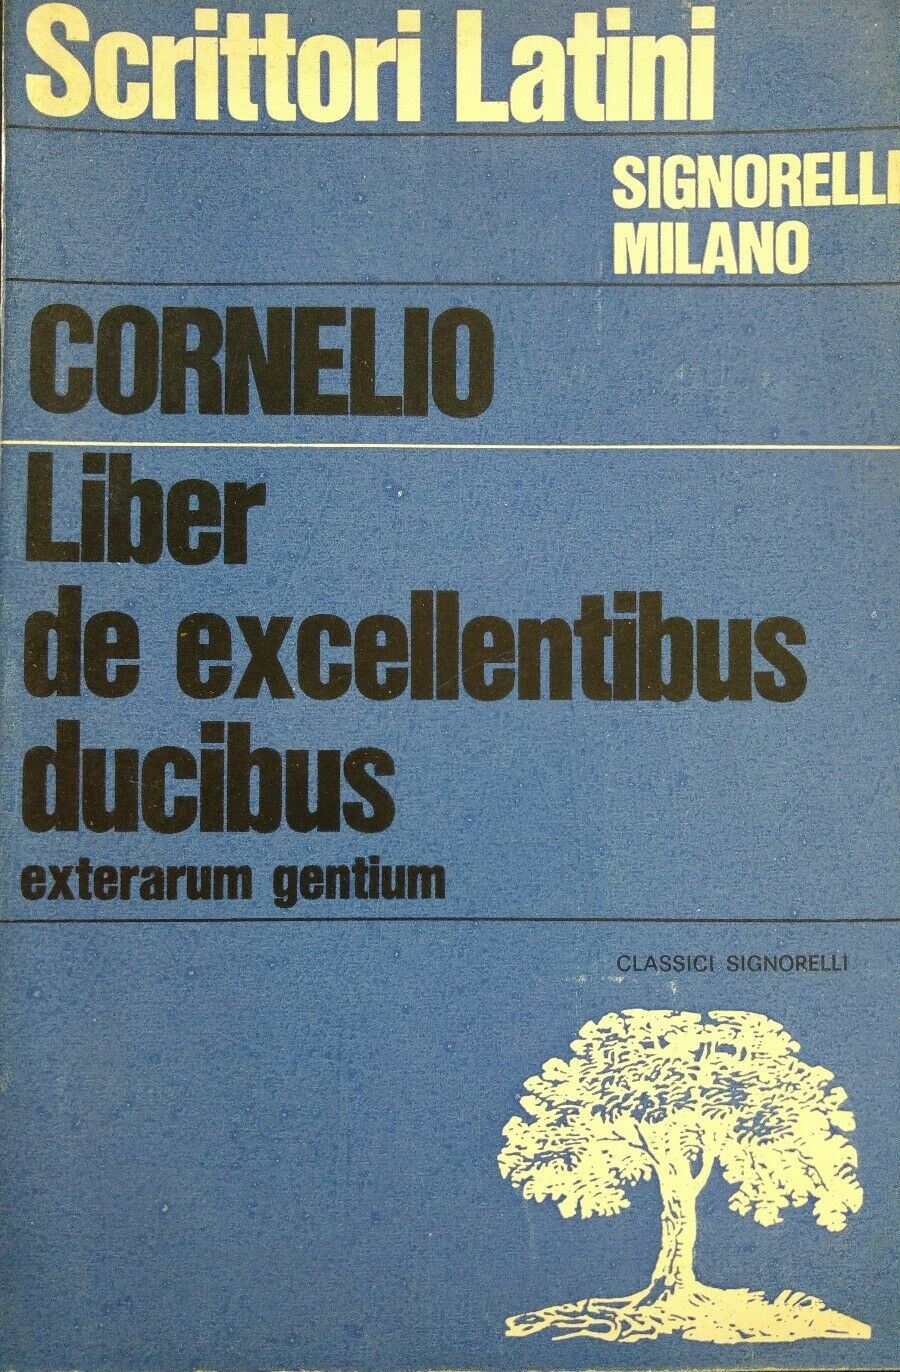 Scrittori Latini
SIGNORELLI
MILANO
CORNELIO
Liber
de excellentibus
ducibus
exterarum gentium
CLASSICI SIGNORELLI